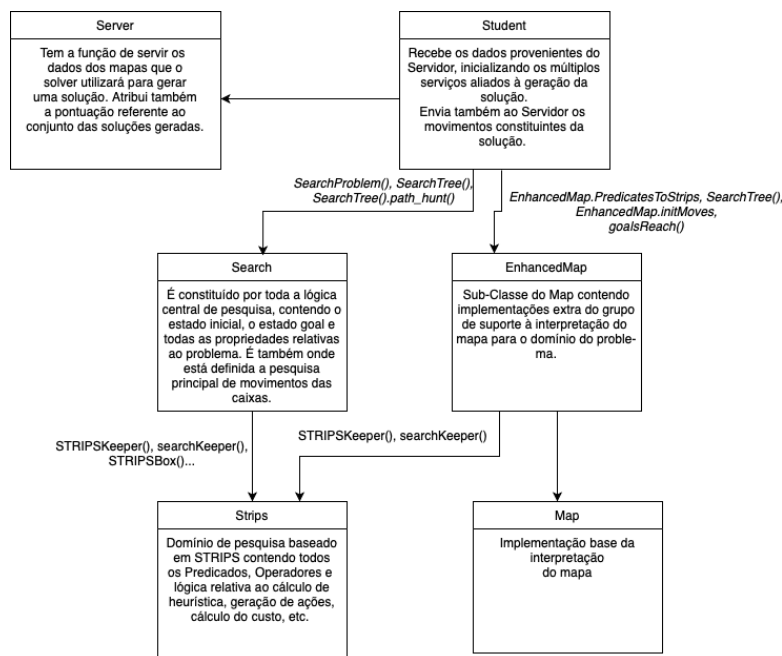 Server
Tem a função de servir os
dados dos mapas que o
solver utilizará para gerar
uma solução. Atribui também
a pontuação referente ao
conjunto das soluções geradas.
Student
Recebe os dados provenientes do
Servidor, inicializando os múltiplos
serviços aliados à geração da
solução.
Envia também ao Servidor os
movimentos constituintes da
solução.
SearchProblem(), SearchTree(),
SearchTree().path_hunt()
EnhancedMap.PredicatesToStrips, SearchTree(),
EnhancedMap.initMoves,
goalsReach()
Search
É constituído por toda a lógica
central de pesquisa, contendo o
estado inicial, o estado goal e
todas as propriedades relativas
ao problema. É também onde
está definida a pesquisa
principal de movimentos das
caixas.
EnhancedMap
Sub-Classe do Map contendo
implementações extra do grupo
de suporte à interpretação do
mapa para o domínio do proble-
ma.
STRIPSKeeper(), searchKeeper(),
STRIPSBox()...
STRIPSKeeper(), searchKeeper()
Strips
Domínio de pesquisa baseado
em STRIPS contendo todos
os Predicados, Operadores e
lógica relativa ao cálculo de
heurística, geração de ações,
cálculo do custo, etc.
Map
Implementação base da
interpretação
do mapa